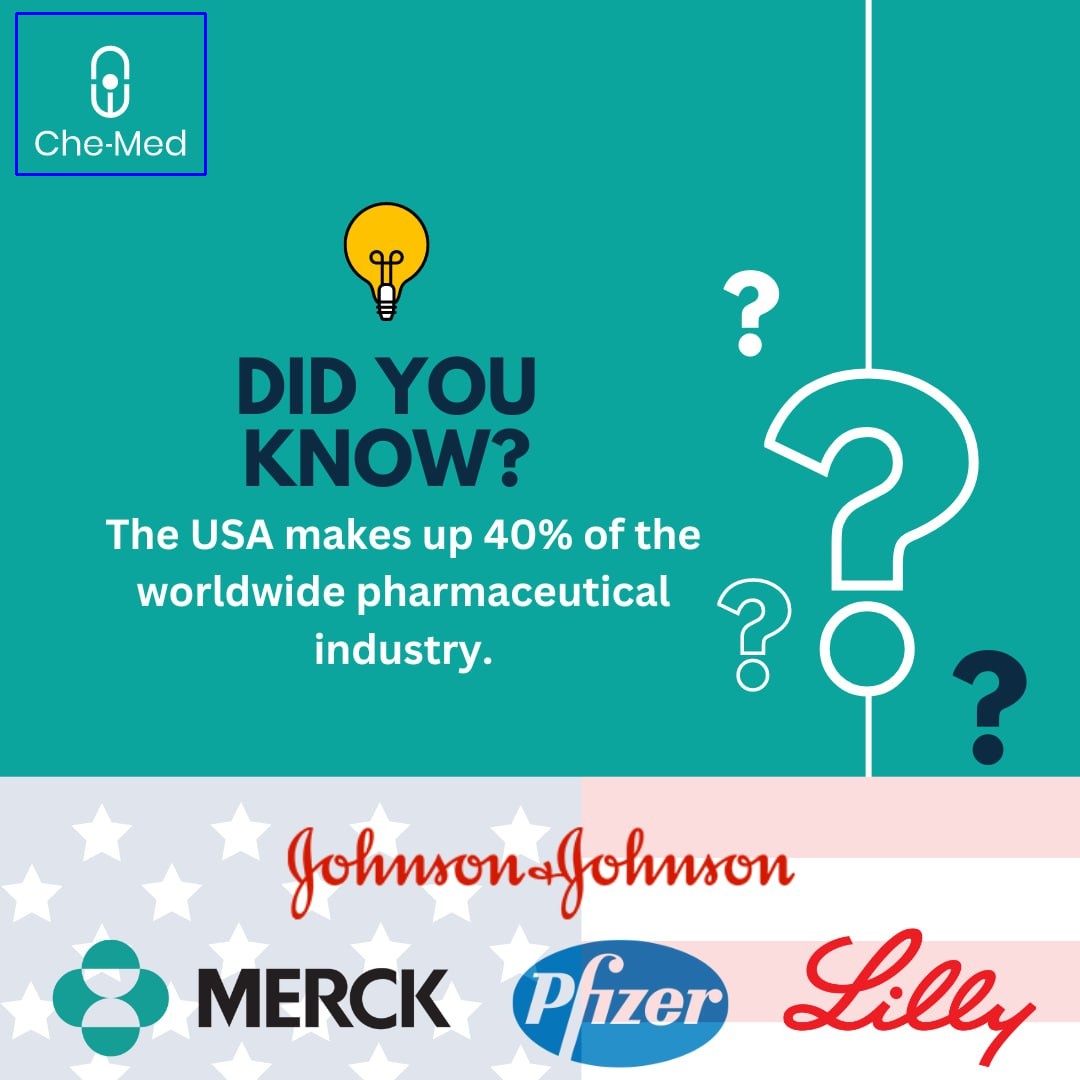 Che-Med
DID YOU
KNOW?
The USA makes up 40% of the
worldwide pharmaceutical
industry.
Johnson & Johnson
MERCK
Pfizer
Lilly